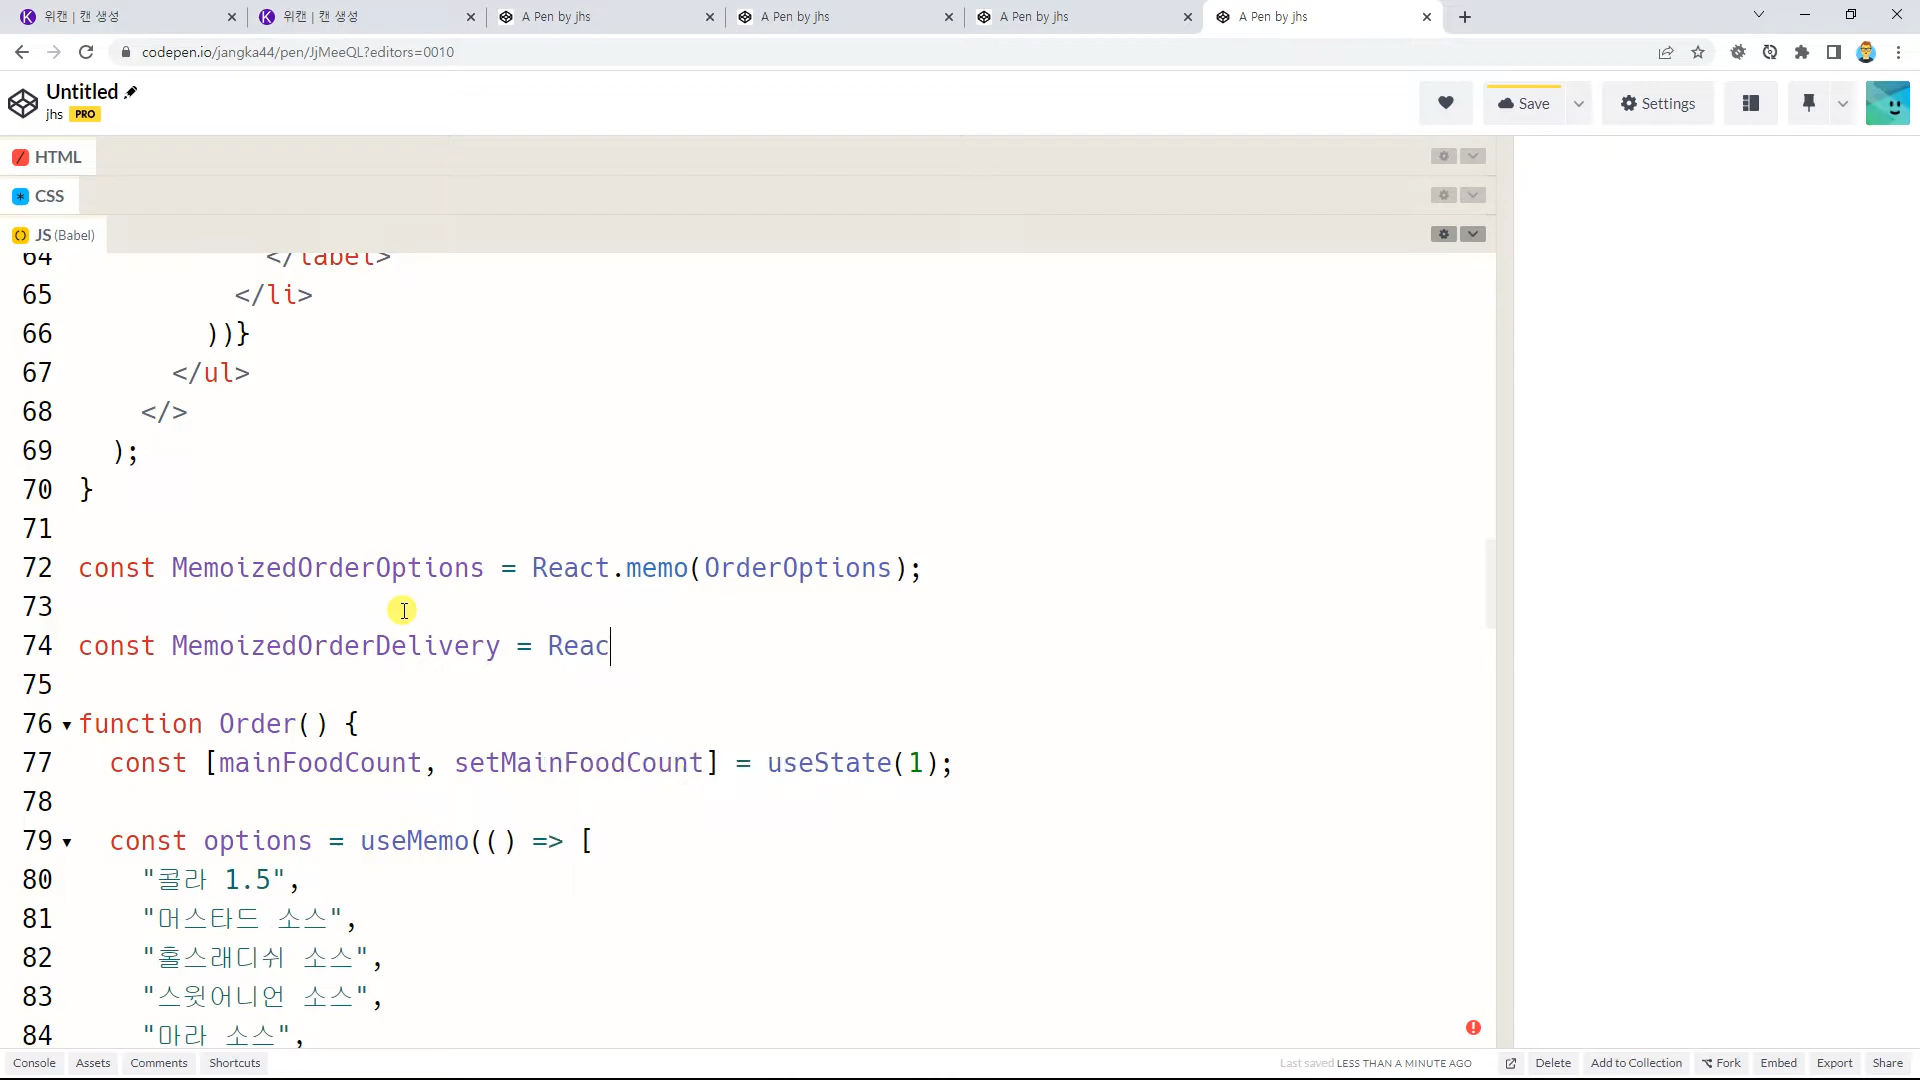 위캔 | 캔 생성
위캔 | 캔 생성
A Pen by jhs
A Pen by jhs
A Pen by jhs
A Pen by jhs
codepen.io/jangka44/pen/JjMeeQL?editors=0010
Untitled
jhs PRO
Save
Settings
HTML
CSS
JS (Babel)
64 </label>
65 </li>
66 ))}
67 </ul>
68 </>
69 );
70 }
71
72 const MemoizedOrderOptions = React.memo(OrderOptions);
73
74 const MemoizedOrderDelivery = Reac
75
76 function Order() {
77 const [mainFoodCount, setMainFoodCount] = useState(1);
78
79 const options = useMemo(() => [
80 "콜라 1.5",
81 "머스타드 소스",
82 "홀스래디쉬 소스",
83 "스윗어니언 소스",
84 "마라 소스",
Console Assets Comments Shortcuts Last saved LESS THAN A MINUTE AGO Delete Add to Collection Fork Embed Export Share